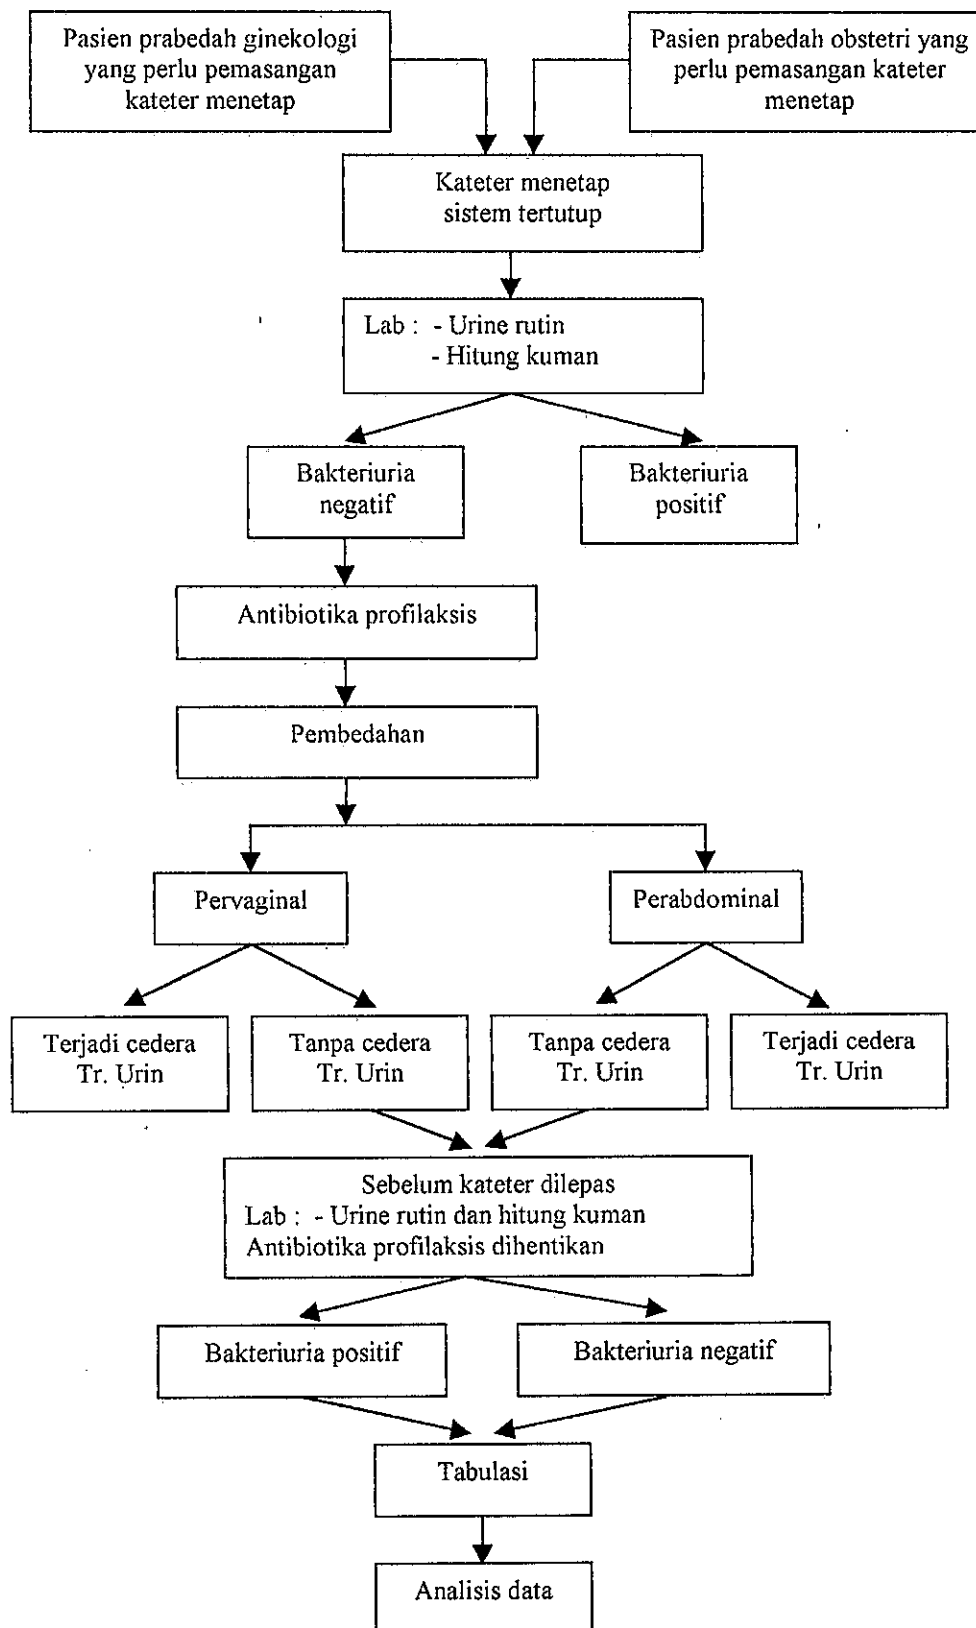 Pasien prabedah ginekologi
yang perlu pemasangan
kateter menetap
Pasien prabedah obstetri yang
perlu pemasangan kateter
menetap
Kateter menetap
sistem tertutup
Lab : - Urine rutin
- Hitung kuman
Bakteriuria
negatif
Bakteriuria
positif
Antibiotika profilaksis
Pembedahan
Pervaginal
Perabdominal
Terjadi cedera
Tr. Urin
Tanpa cedera
Tr. Urin
Tanpa cedera
Tr. Urin
Terjadi cedera
Tr. Urin
Sebelum kateter dilepas
Lab : - Urine rutin dan hitung kuman
Antibiotika profilaksis dihentikan
Bakteriuria positif
Bakteriuria negatif
Tabulasi
Analisis data